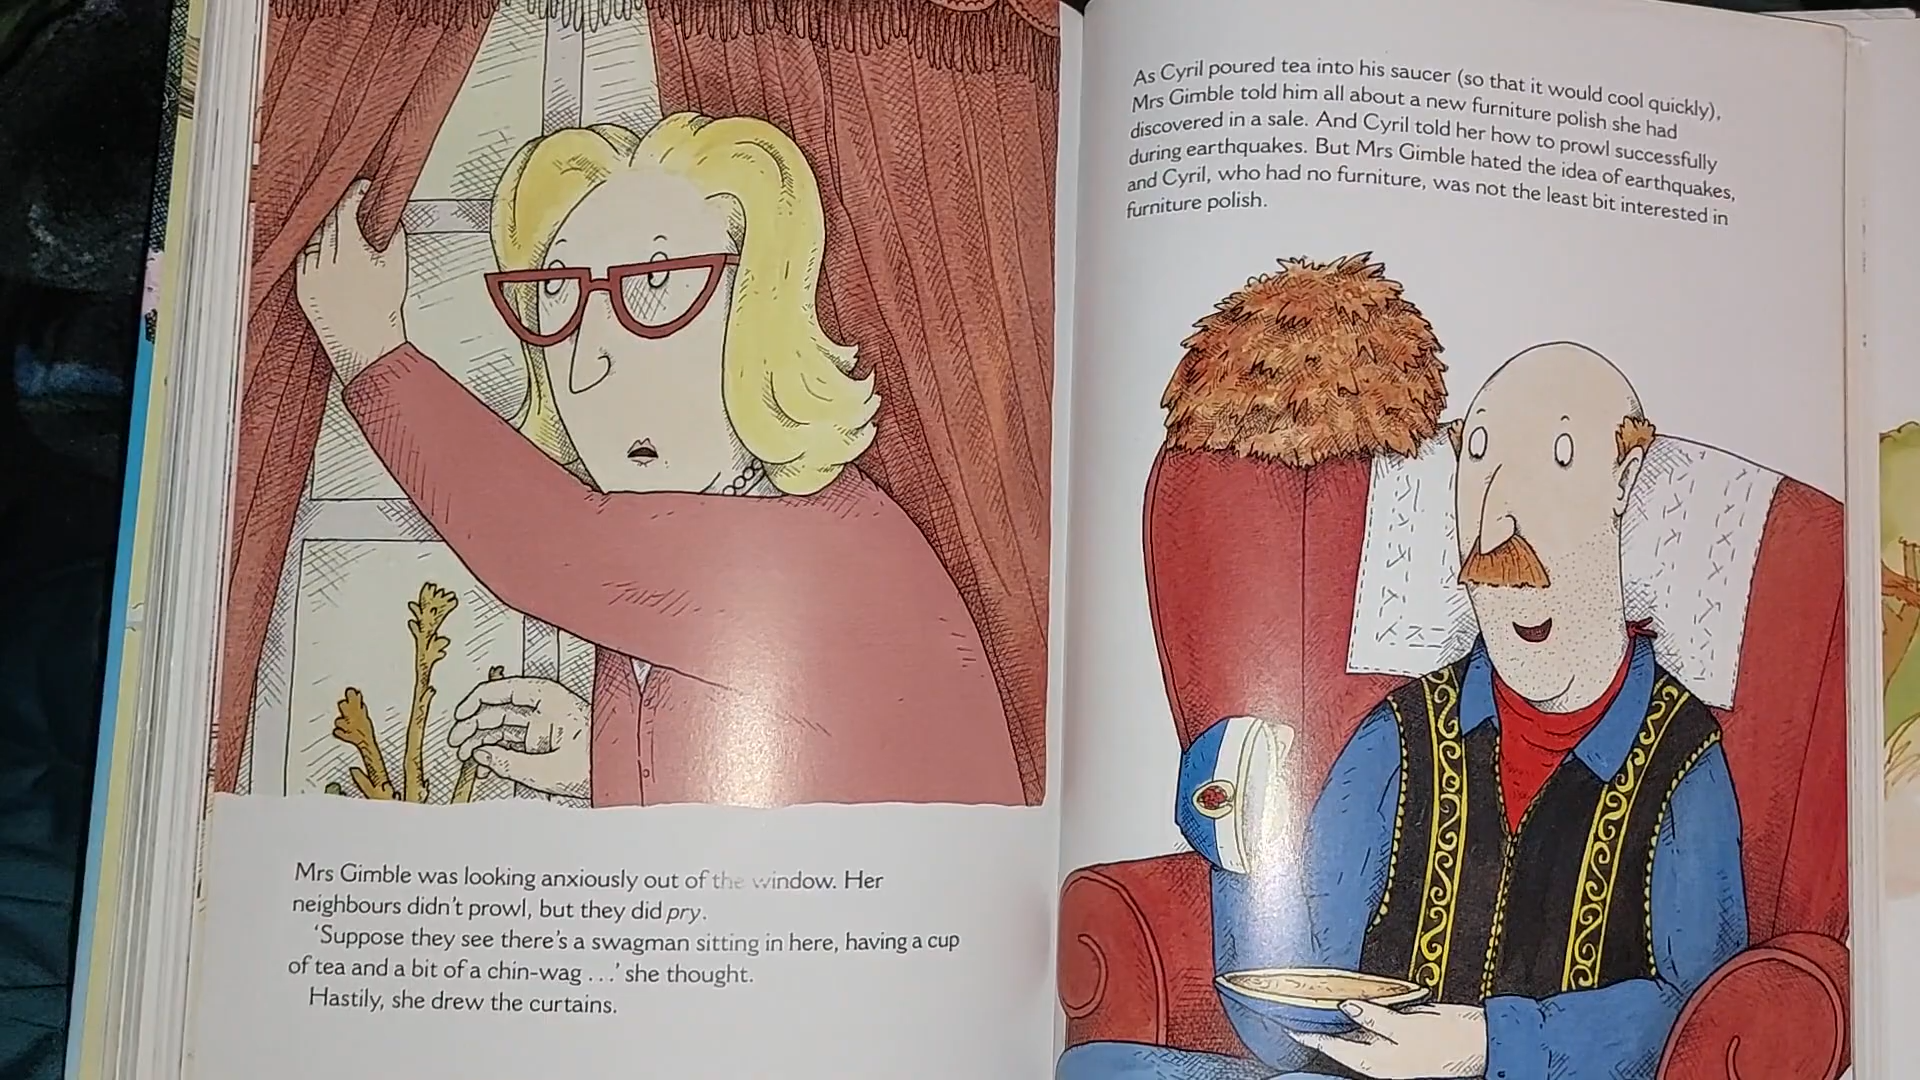 Mrs Gimble was looking anxiously out of the window. Her
neighbours didn't prowl, but they did pry.
'Suppose they see there's a swagman sitting in here, having a cup
of tea and a bit of a chin-wag . . .' she thought.
Hastily, she drew the curtains.
As Cyril poured tea into his saucer (so that it would cool quickly),
Mrs Gimble told him all about a new furniture polish she had
discovered in a sale. And Cyril told her how to prowl successfully
during earthquakes. But Mrs Gimble hated the idea of earthquakes,
and Cyril, who had no furniture, was not the least bit interested in
furniture polish.